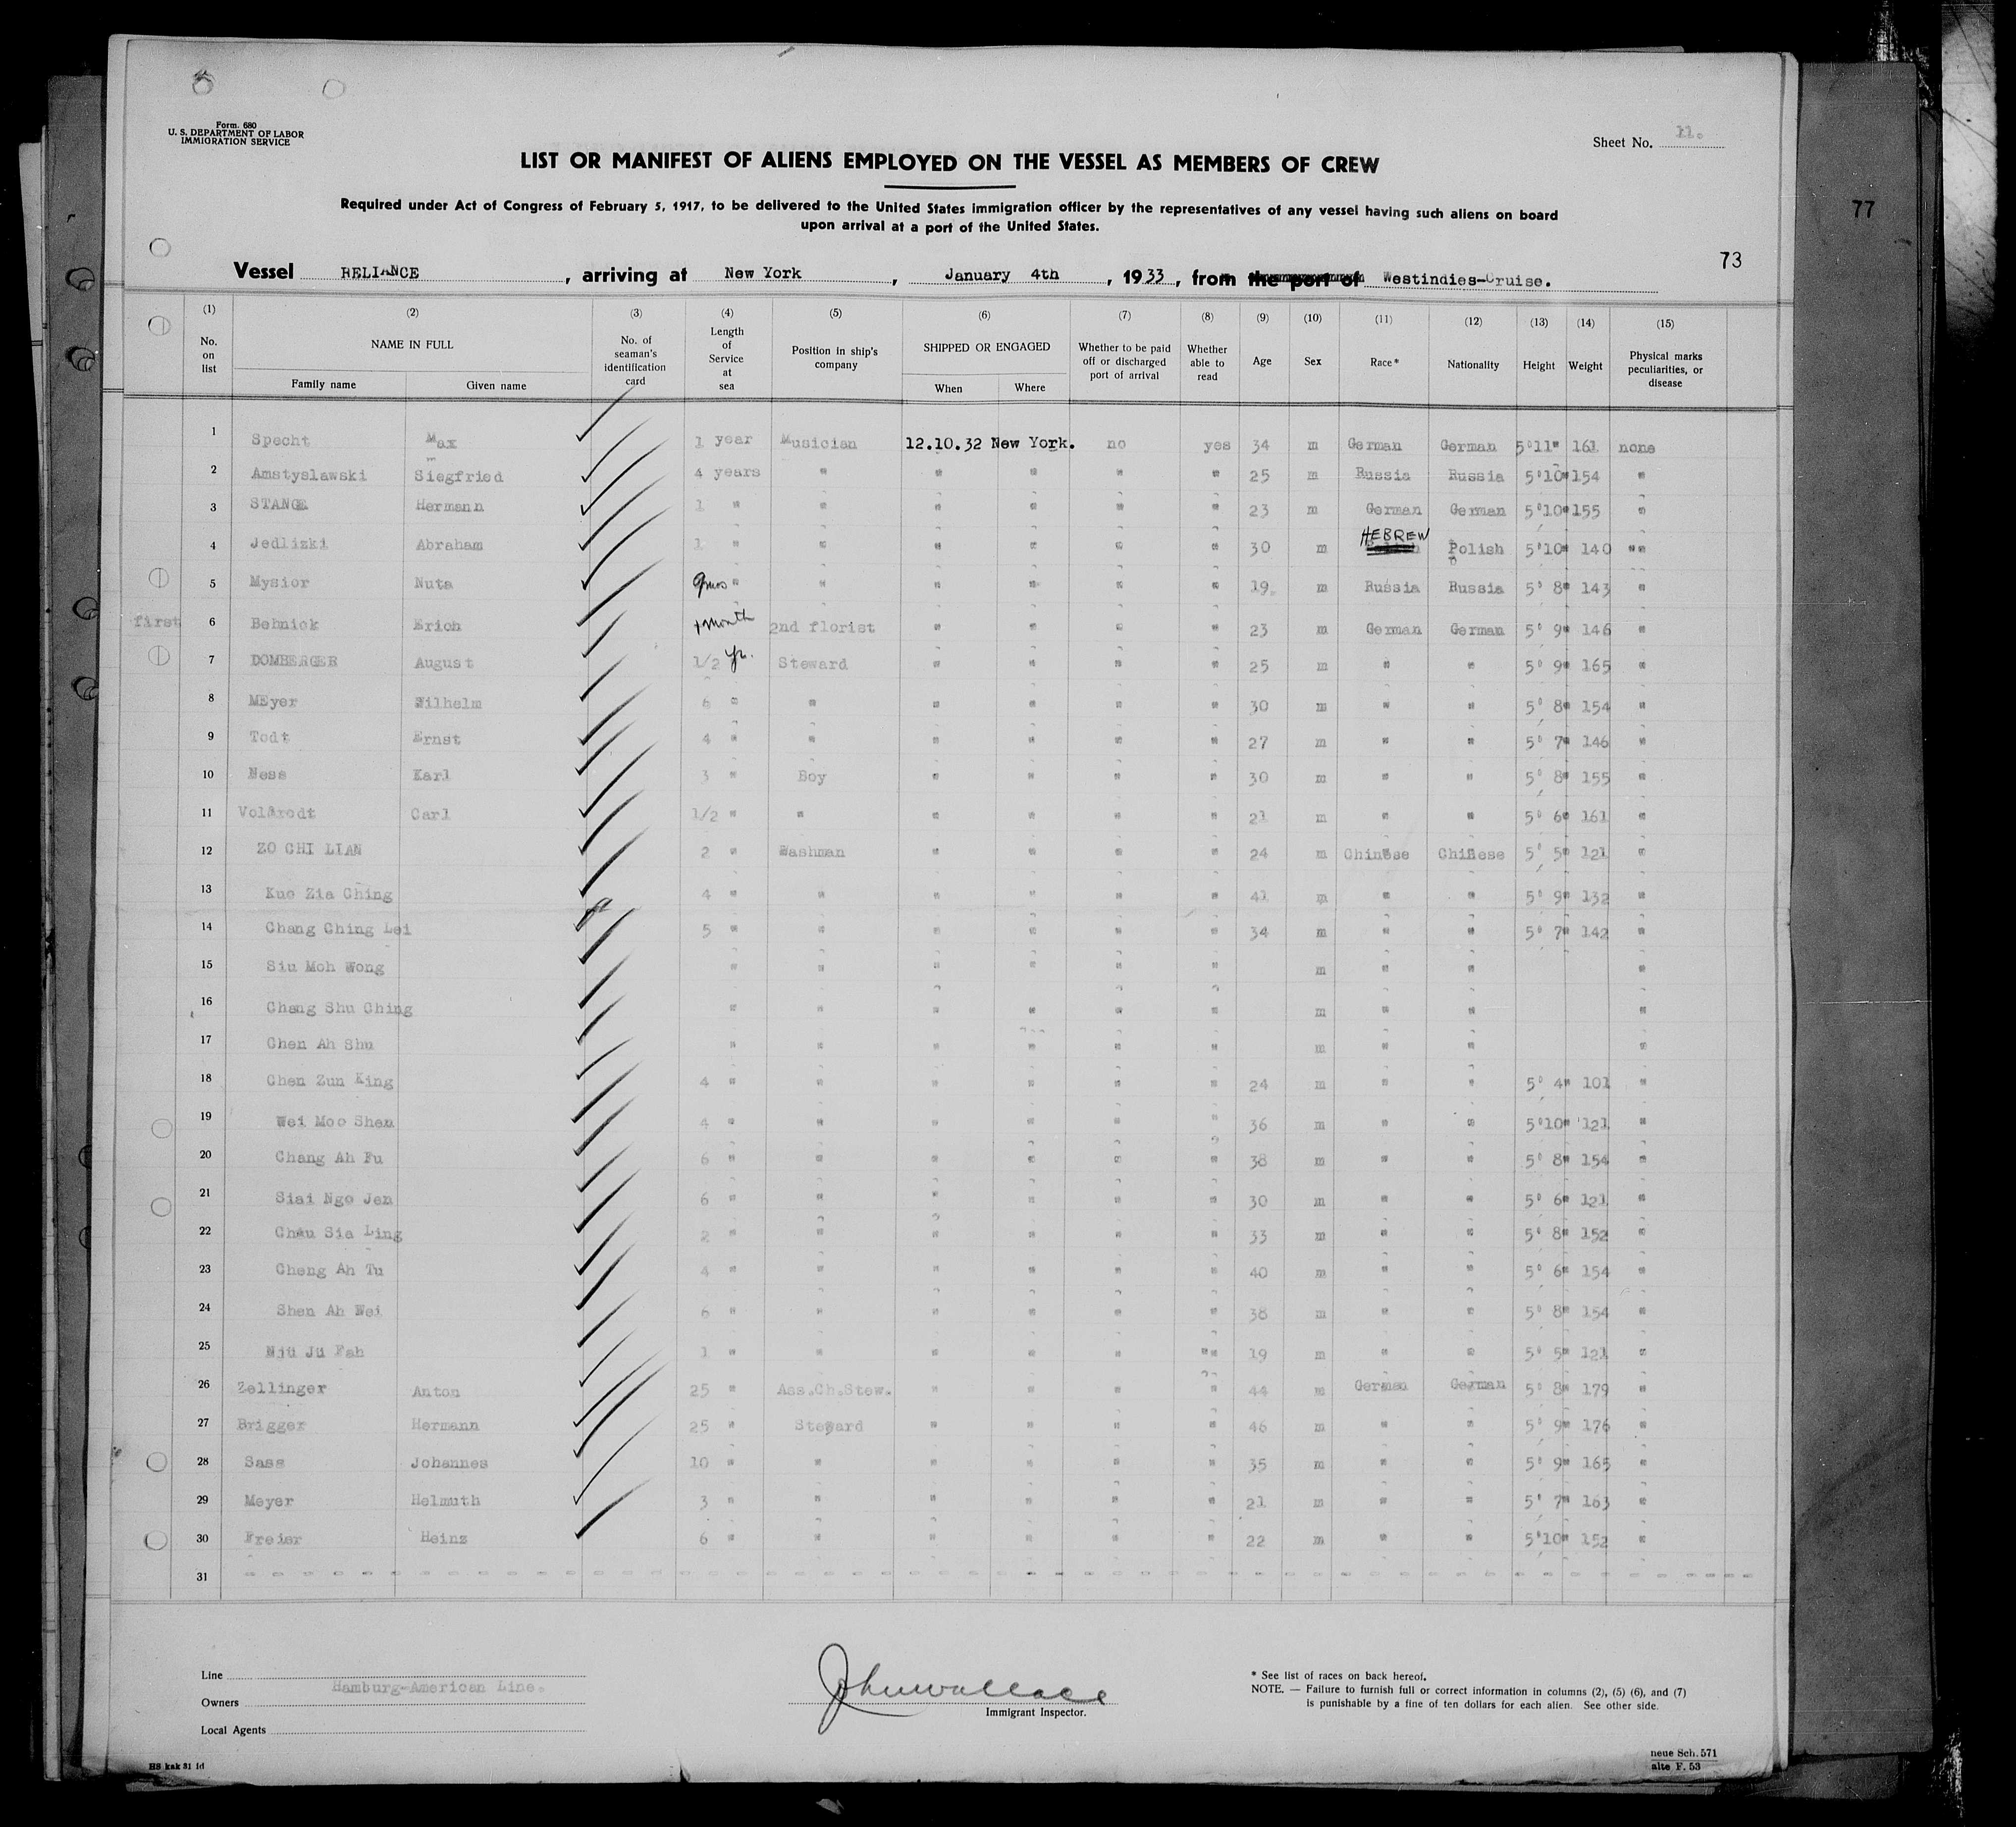 Form. 680
U. S. DEPARTMENT OF LABOR
IMMIGRATION SERVICE
Sheet No. 11.
LIST OR MANIFEST OF ALIENS EMPLOYED ON THE VESSEL AS MEMBERS OF CREW
Required under Act of Congress of February 5, 1917, to be delivered to the United States immigration officer by the representatives of any vessel having such aliens on board
upon arrival at a port of the United States.
77
73
Vessel RELIANCE, arriving at New York, January 4th, 1933, from the port of Westindies-Cruise.
(1) (2) (3) (4) (5) (6) (7) (8) (9) (10) (11) (12) (13) (14) (15)
No. on list
NAME IN FULL
Family name Given name
No. of seaman's identification card
Length of Service at sea
Position in ship's company
SHIPPED OR ENGAGED
When Where
Whether to be paid off or discharged port of arrival
Whether able to read
Age
Sex
Race*
Nationality
Height
Weight
Physical marks peculiarities, or disease
1 Specht Max 1 year Musician 12.10.32 New York. no yes 34 m German German 5'11" 161 none
2 Amstyslawski Siegfried 4 years " " " " " 25 m Russia Russia 5'10" 154 "
3 STANGE Hermann 1 " " " " " " 23 m German German 5'10" 155 "
4 Jedlizki Abraham 1 " " " " " " 30 m HEBREW Polish 5'10" 140 ""
5 Mysior Nuta 9mos " " " " " " 19. m Russia Russia 5' 8" 143 "
first 6 Behnick Erich month 2nd florist " " " " 23 m German German 5' 9" 146 "
7 DOMBERGER August 1/2 yr. Steward " " " " 25 m " " 5' 9" 165 "
8 MEyer Wilhelm 6 " " " " " " 30 m " " 5' 8" 154 "
9 Todt Ernst 4 " " " " " " 27 m " " 5' 7" 146 "
10 Ness Karl 3 " Boy " " " " 30 m " " 5' 8" 155 "
11 Carl 1/2 " " " " " " 21 m " " 5' 6" 161 "
12 ZO CHI LIAN 2 " Washman " " " " 24 m Chinese Chinese 5' 5" 121 "
13 Kuo Zia Ching 4 " " " " " " 41 m " " 5' 9" 132 "
14 Chang Ching Lei 5 " " " " " " 34 m " " 5' 7" 142 "
15 Siu Moh Wong " " " " " " m " " "
16 Chang Shu Ching " " " " " " m " " "
17 Chen Ah Shu " " " " " " m " " "
18 Chen Zun King 4 " " " " " " 24 m " " 5' 4" 101 "
19 Wei Moo Shen 4 " " " " " " 36 m " " 5'10" 121 "
20 Chang Ah Fu 6 " " " " " " 38 m " " 5' 8" 154 "
21 Siai Ngo Jen 6 " " " " " " 30 m " " 5' 6" 121 "
22 Chau Sia Ling 2 " " " " " " 33 m " " 5' 8" 152 "
23 Cheng Ah Tu 4 " " " " " " 40 m " " 5' 6" 154 "
24 Shen Ah Wei 6 " " " " " " 38 m " " 5' 8" 154 "
25 Njü Jü Fah 1 " " " " " "" 19 m " " 5' 5" 121 "
26 Zellinger Anton 25 " Ass.Ch.Stew. " " " " 44 m German German 5' 8" 179 "
27 Brigger Hermann 25 " Steward " " " " 46 m " " 5' 9" 176 "
28 Sass Johannes 10 " " " " " " 35 m " " 5' 9" 165 "
29 Meyer Helmuth 3 " " " " " " 21 m " " 5' 7" 163 "
30 Freier Heinz 6 " " " " " " 22 m " " 5'10" 152 "
31
Line
Hamburg-American Line.
Owners
Local Agents
Immigrant Inspector.
* See list of races on back hereof.
NOTE. — Failure to furnish full or correct information in columns (2), (5) (6), and (7)
is punishable by a fine of ten dollars for each alien. See other side.
HS kak 31 Id
neue Sch. 571
alte F. 53